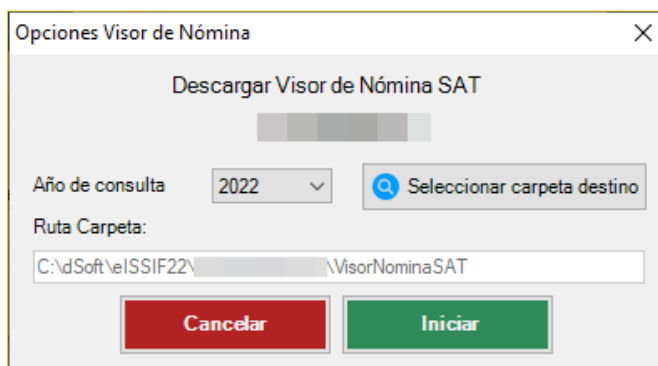 Opciones Visor de Nómina
Descargar Visor de Nómina SAT
Año de consulta 2022 Seleccionar carpeta destino
Ruta Carpeta:
C:\dSoft\eISSIF22\ \VisorNominaSAT
Cancelar Iniciar